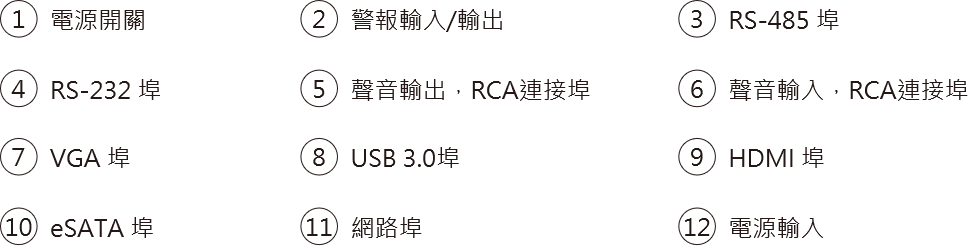 ① 電源開關 ② 警報輸入/輸出 ③ RS-485 埠
④ RS-232 埠 ⑤ 聲音輸出，RCA連接埠 ⑥ 聲音輸入，RCA連接埠
⑦ VGA 埠 ⑧ USB 3.0埠 ⑨ HDMI 埠
⑩ eSATA 埠 ⑪ 網路埠 ⑫ 電源輸入